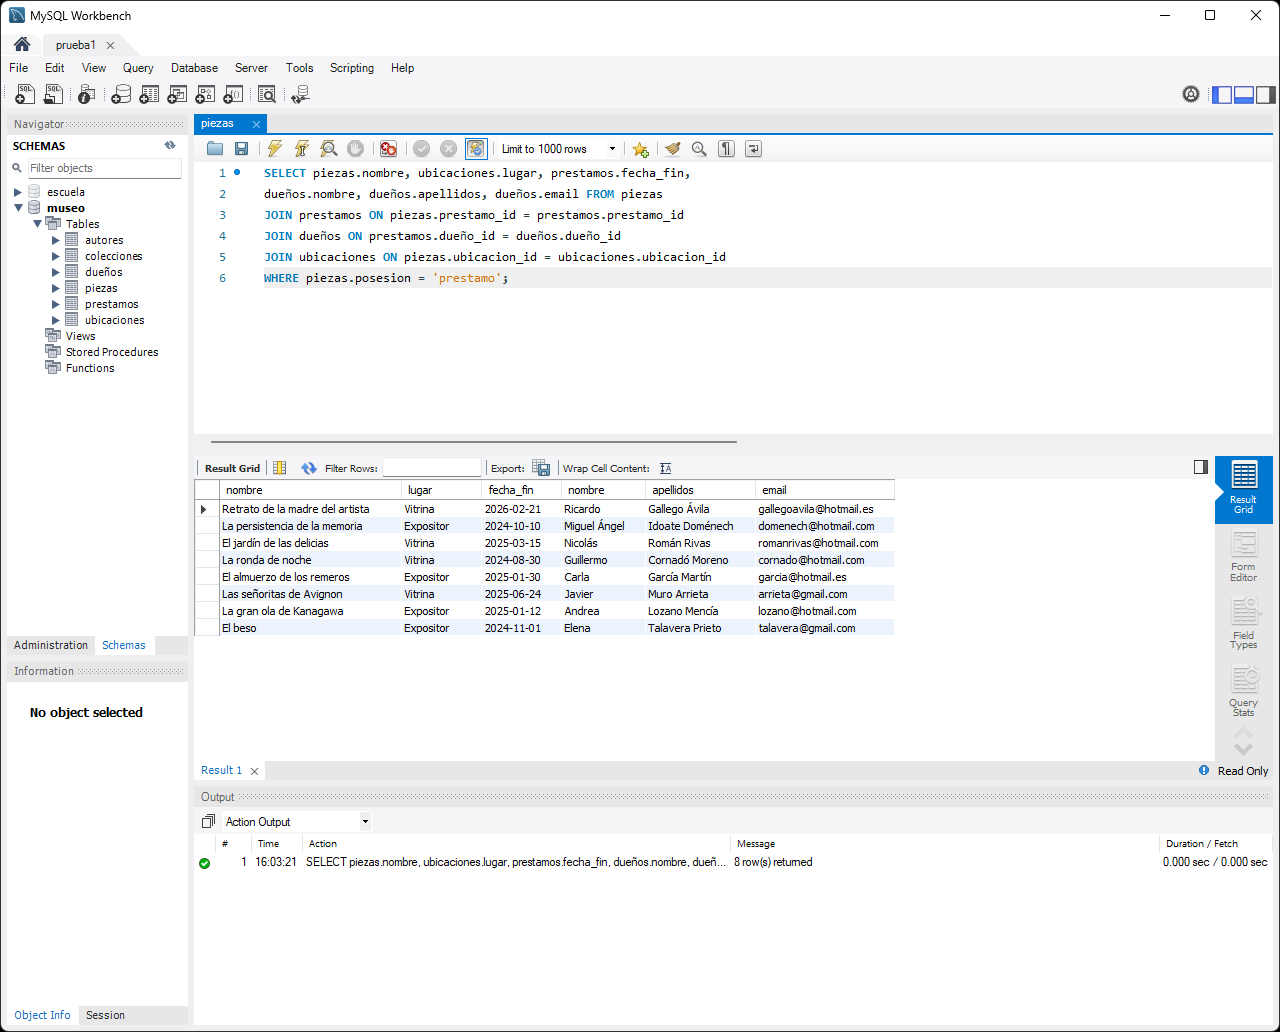 MySQL Workbench
prueba1
File Edit View Query Database Server Tools Scripting Help
Navigator
SCHEMAS
Filter objects
escuela
museo
Tables
autores
colecciones
dueños
piezas
prestamos
ubicaciones
Views
Stored Procedures
Functions
Administration Schemas
Information
No object selected
Object Info Session
piezas
Limit to 1000 rows
1 SELECT piezas.nombre, ubicaciones.lugar, prestamos.fecha_fin,
2 dueños.nombre, dueños.apellidos, dueños.email FROM piezas
3 JOIN prestamos ON piezas.prestamo_id = prestamos.prestamo_id
4 JOIN dueños ON prestamos.dueño_id = dueños.dueño_id
5 JOIN ubicaciones ON piezas.ubicacion_id = ubicaciones.ubicacion_id
6 WHERE piezas.posesion = 'prestamo';
Result Grid Filter Rows: Export: Wrap Cell Content:
nombre lugar fecha_fin nombre apellidos email
Retrato de la madre del artista Vitrina 2026-02-21 Ricardo Gallego Ávila gallegoavila@hotmail.es
La persistencia de la memoria Expositor 2024-10-10 Miguel Ángel Idoate Doménech domenech@hotmail.com
El jardín de las delicias Vitrina 2025-03-15 Nicolás Román Rivas romanrivas@hotmail.com
La ronda de noche Vitrina 2024-08-30 Guillermo Cornadó Moreno cornado@hotmail.com
El almuerzo de los remeros Expositor 2025-01-30 Carla García Martín garcia@hotmail.es
Las señoritas de Avignon Vitrina 2025-06-24 Javier Muro Arrieta arrieta@gmail.com
La gran ola de Kanagawa Expositor 2025-01-12 Andrea Lozano Mencía lozano@hotmail.com
El beso Expositor 2024-11-01 Elena Talavera Prieto talavera@gmail.com
Result
Grid
Form
Editor
Field
Types
Query
Stats
Result 1
Read Only
Output
Action Output
# Time Action Message Duration / Fetch
1 16:03:21 SELECT piezas.nombre, ubicaciones.lugar, prestamos.fecha_fin, dueños.nombre, dueñ... 8 row(s) returned 0.000 sec / 0.000 sec